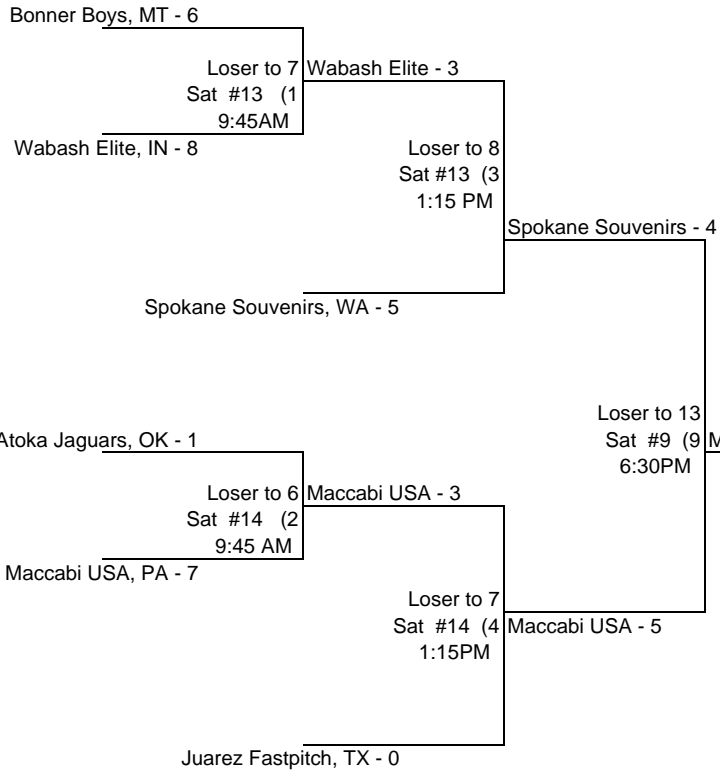 Bonner Boys, MT - 6
Loser to 7 Wabash Elite - 3
Sat #13 (1
9:45AM
Wabash Elite, IN - 8
Loser to 8
Sat #13 (3
1:15 PM
Spokane Souvenirs - 4
Spokane Souvenirs, WA - 5
Loser to 13
Atoka Jaguars, OK - 1
Sat #9 (9 M
6:30PM
Loser to 6 Maccabi USA - 3
Sat #14 (2
9:45 AM
Maccabi USA, PA - 7
Loser to 7
Sat #14 (4 Maccabi USA - 5
1:15PM
Juarez Fastpitch, TX - 0